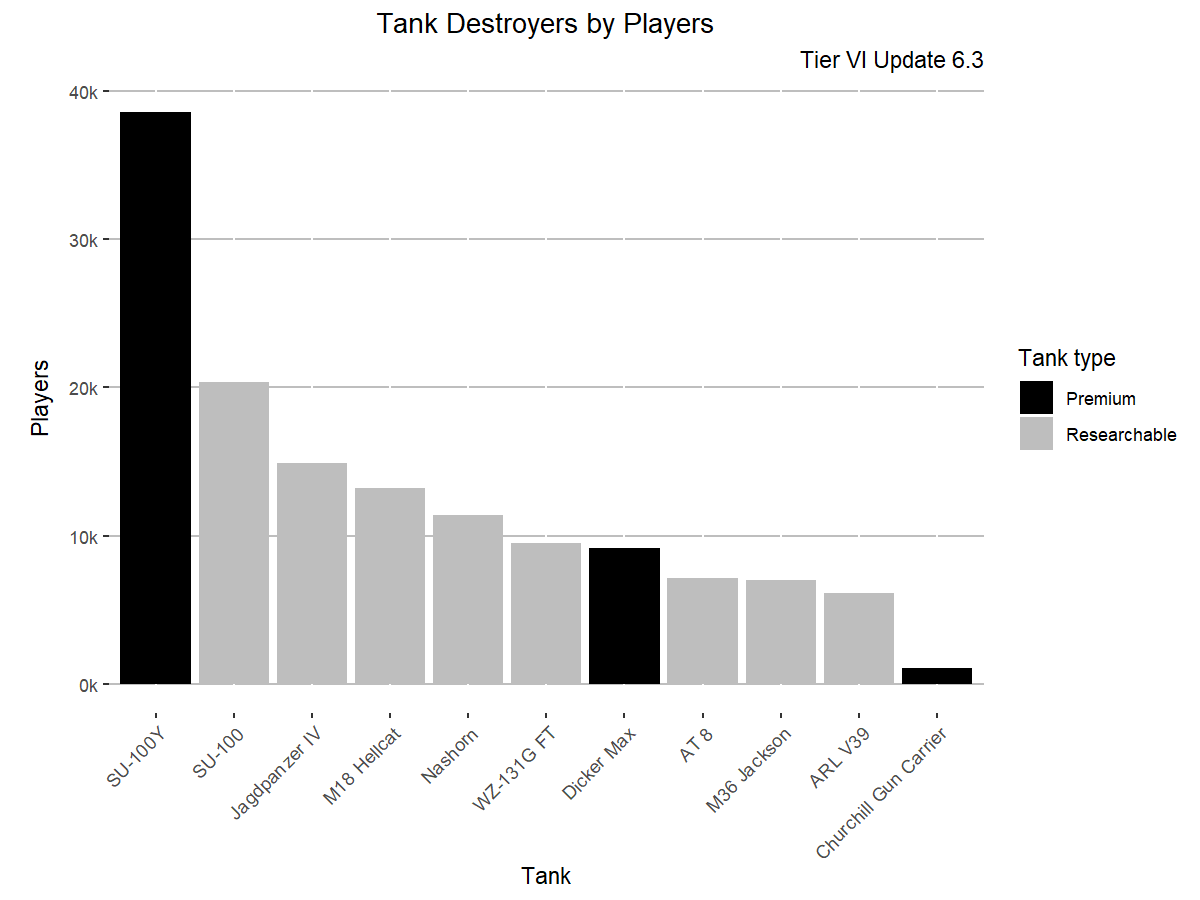 Tank Destroyers by Players
Tier VI Update 6.3
40k
30k
20k
10k
0k
Players
SU-100Y
SU-100
Jagdpanzer IV
M18 Hellcat
Nashorn
WZ-131G FT
Dicker Max
AT 8
M36 Jackson
ARL V39
Churchill Gun Carrier
Tank
Tank type
Premium
Researchable